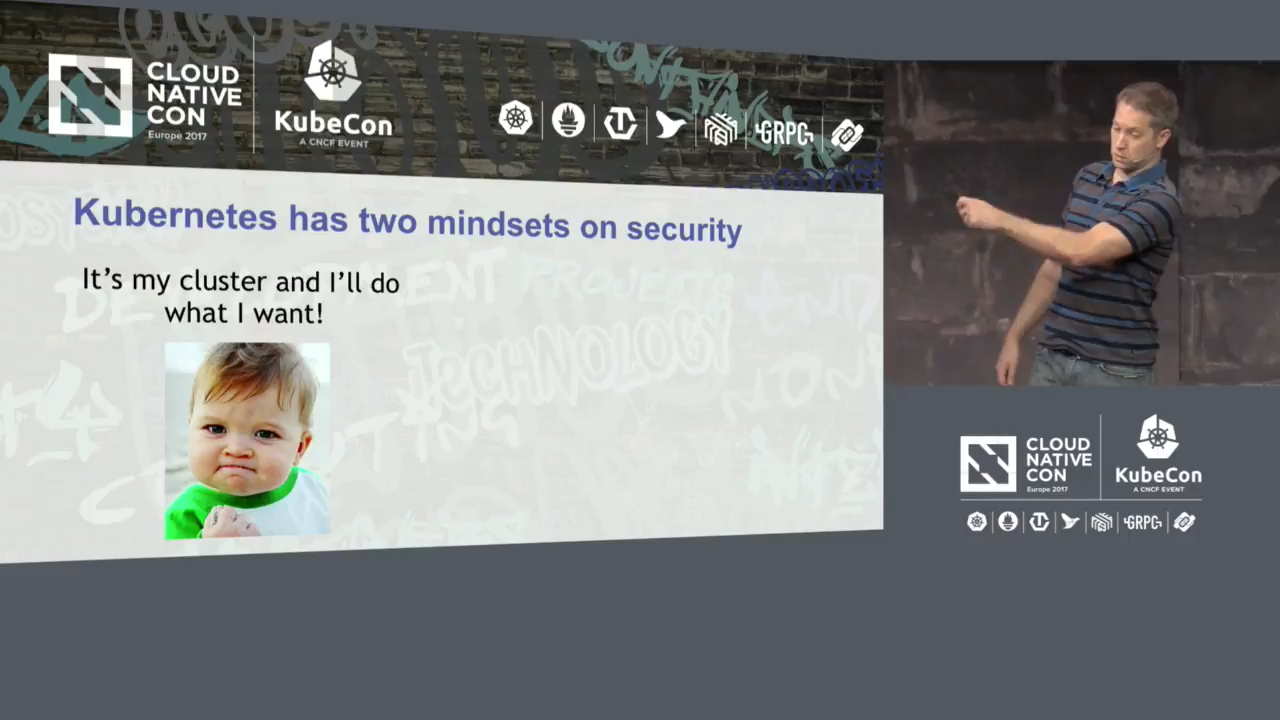 CLOUD
NATIVE
CON
Europe 2017
KubeCon
A CNCF EVENT
GRPC
Kubernetes has two mindsets on security
It's my cluster and I'll do
what I want!
TECHNOLOGY
CLOUD
NATIVE
CON
Europe 2017
KubeCon
A CNCF EVENT
GRPC